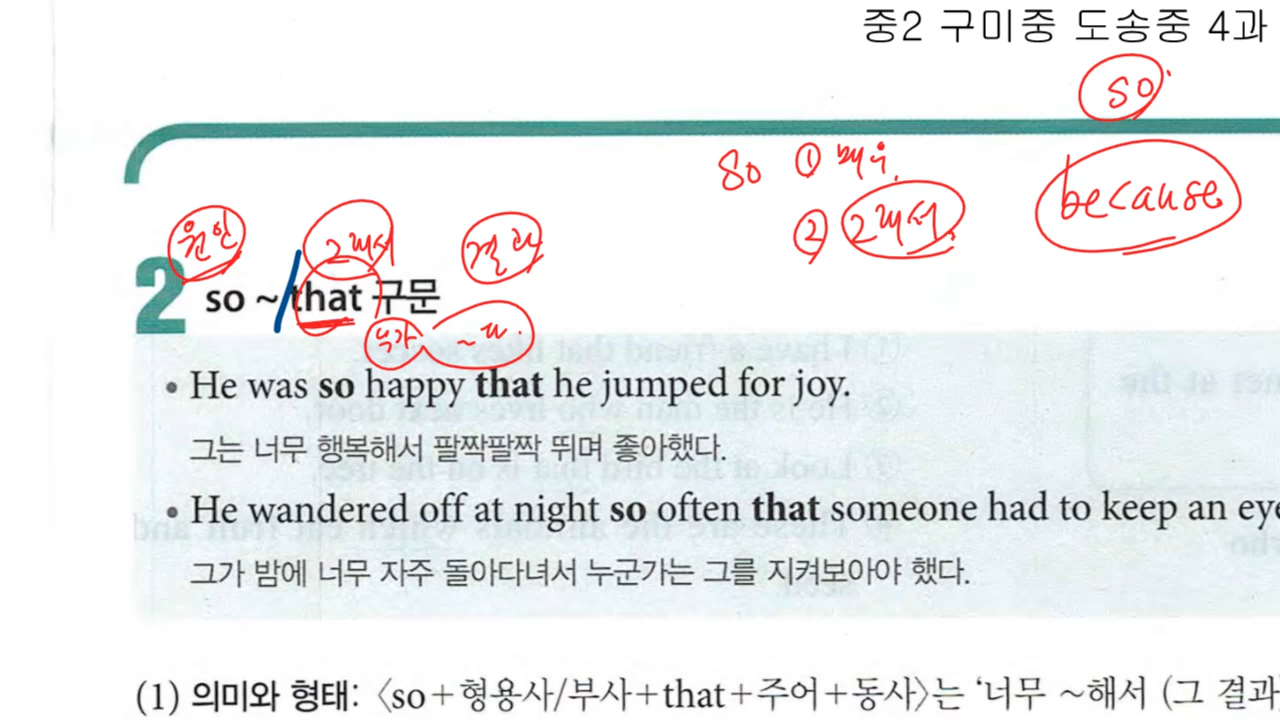 중2 구미중 도송중 4과
so
so ① 매우
because
② 그래서
원인 그래서 결과
2 so ~ that 구문
누가 ~가
• He was so happy that he jumped for joy.
그는 너무 행복해서 팔짝팔짝 뛰며 좋아했다.
• He wandered off at night so often that someone had to keep an eye
그가 밤에 너무 자주 돌아다녀서 누군가는 그를 지켜보아야 했다.
(1) 의미와 형태: 〈so+형용사/부사+that+주어+동사〉는 ‘너무 ~해서 (그 결과